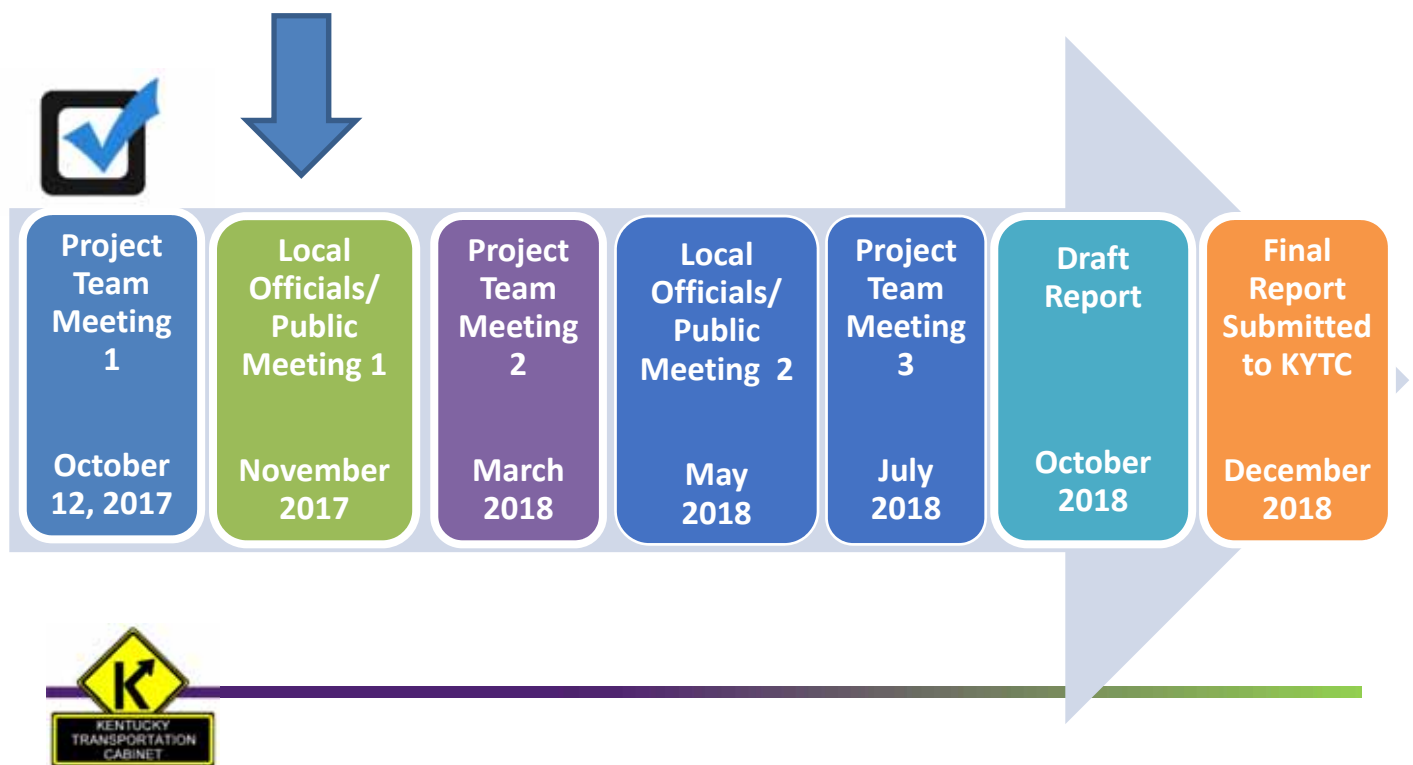 Project
Team
Meeting
1
October
12, 2017
Local
Officials/
Public
Meeting 1
November
2017
Project
Team
Meeting
2
March
2018
Local
Officials/
Public
Meeting  2
May
2018
Project
Team
Meeting
3
July
2018
Draft
Report
October
2018
Final
Report
Submitted
to KYTC
December
2018
K
KENTUCKY
TRANSPORTATION
CABINET